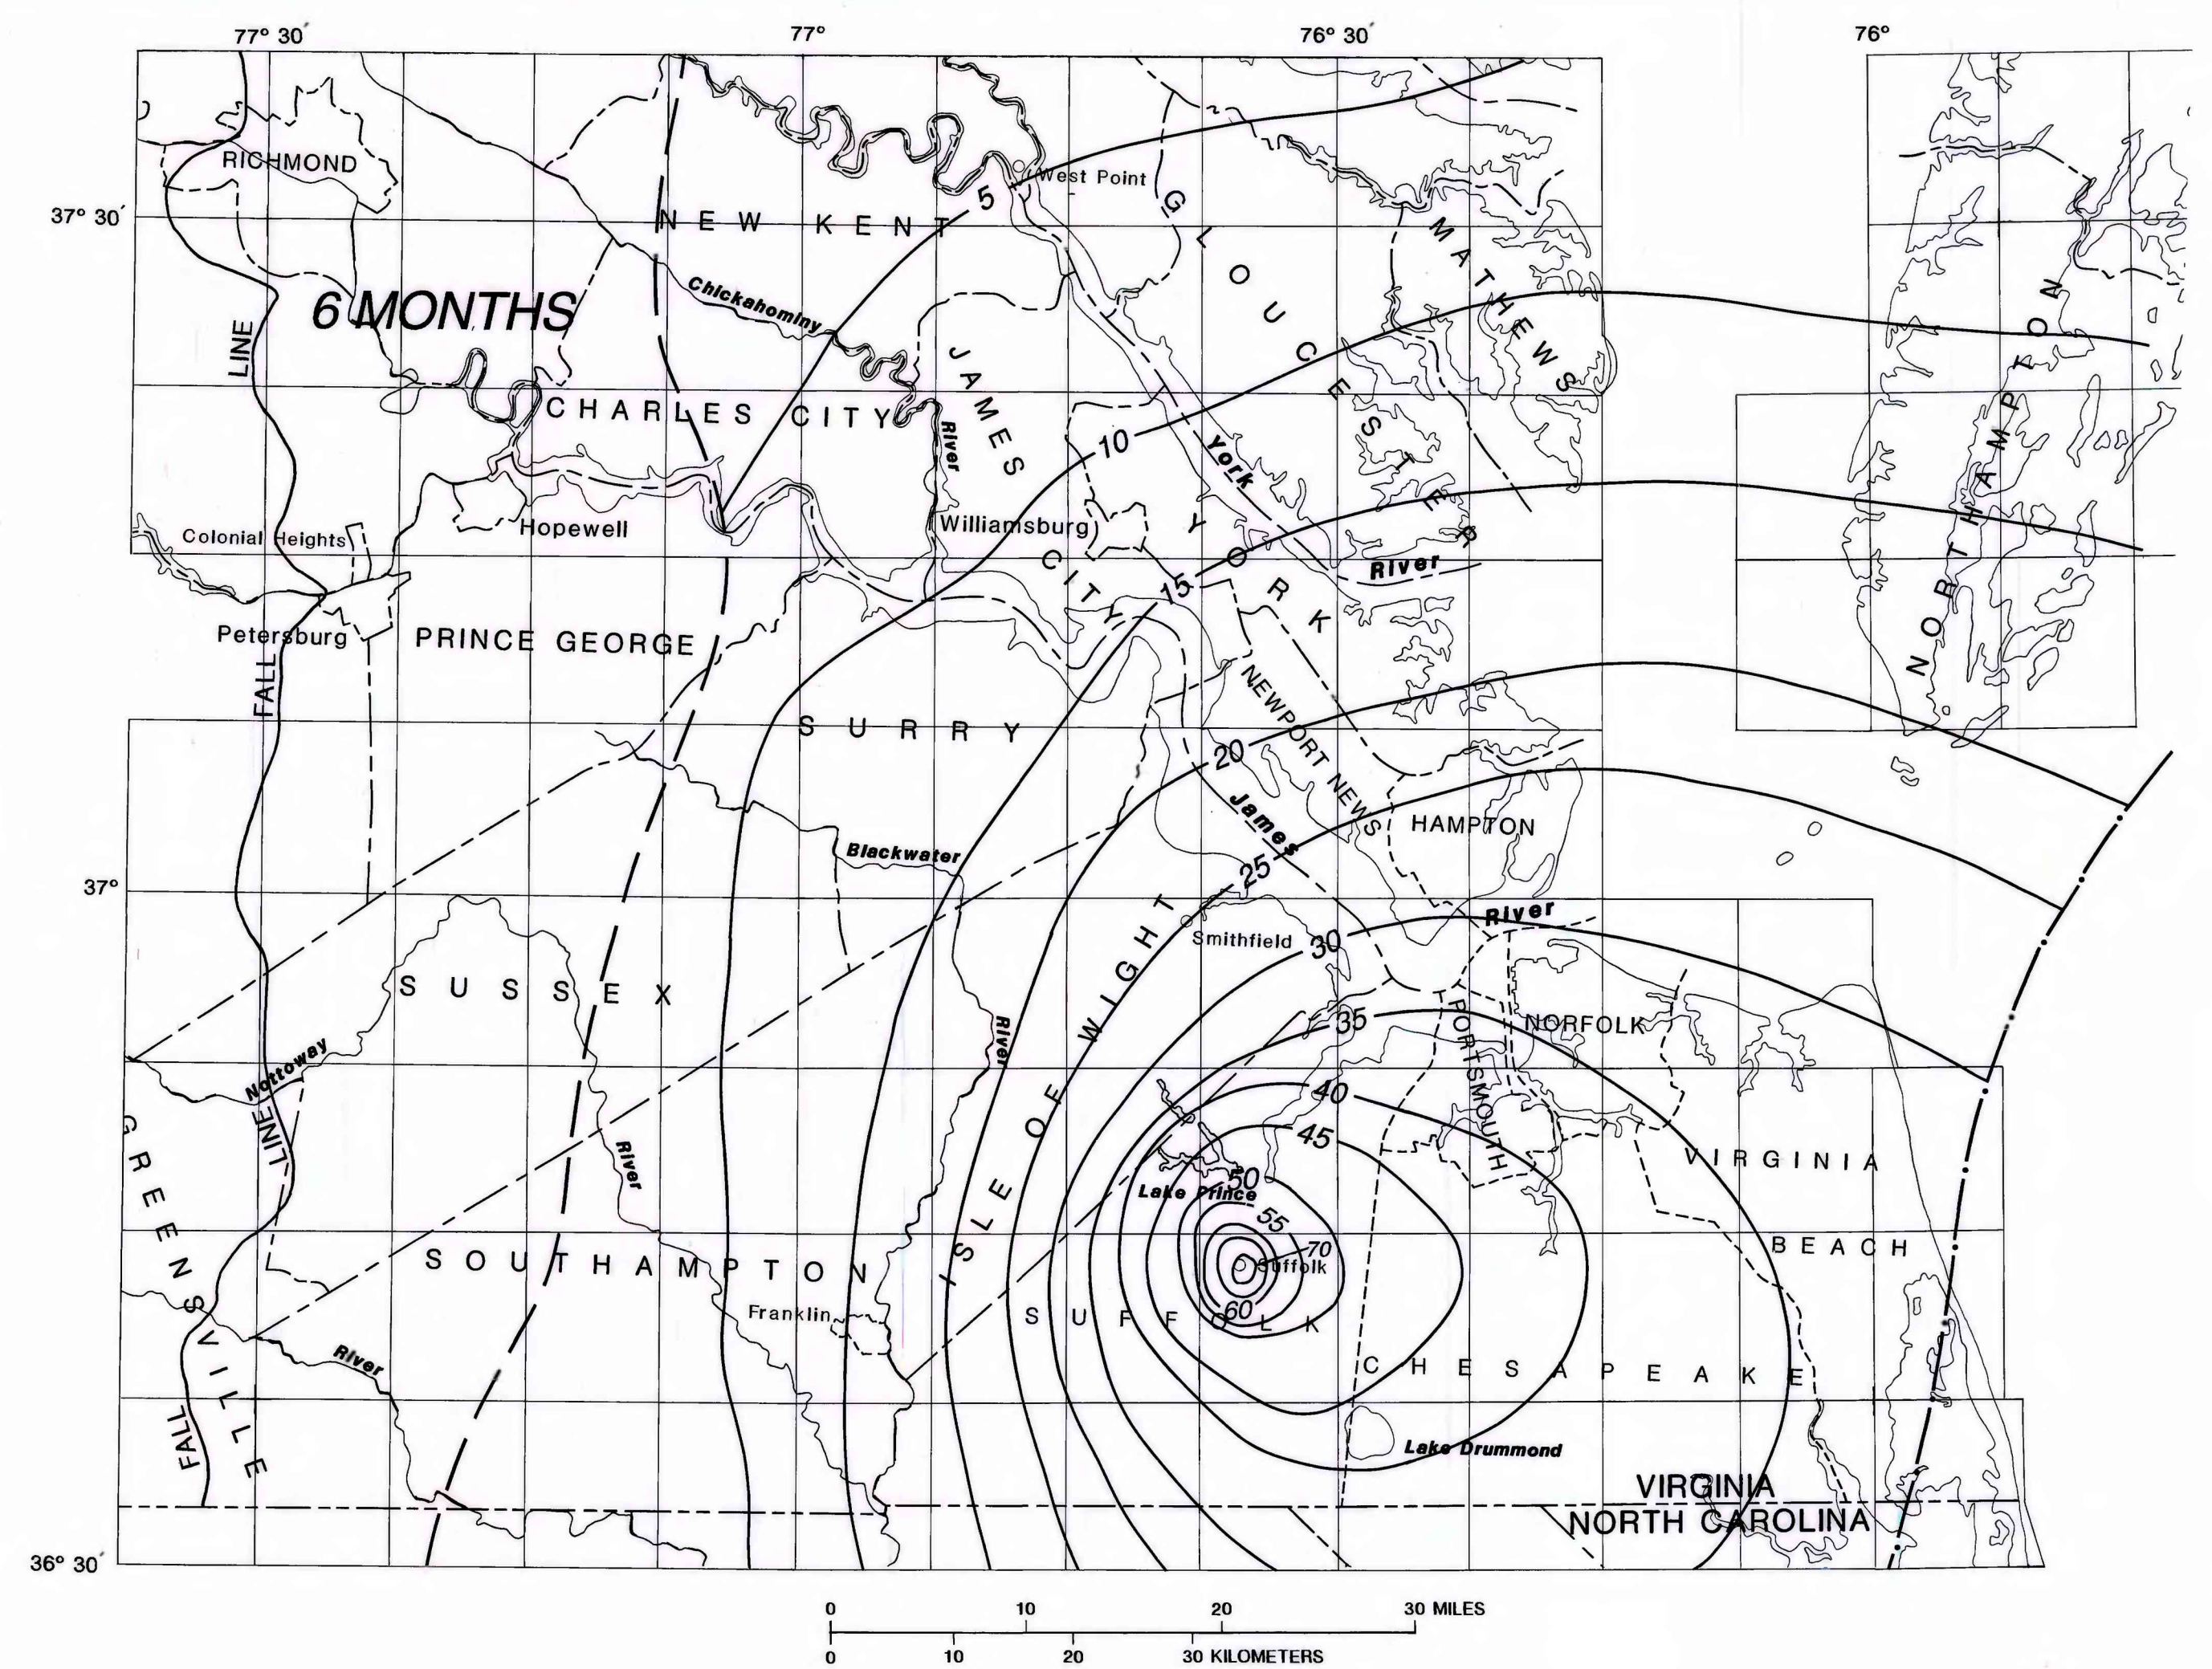 77° 30´
77°
76° 30´
76°
RICHMOND
West Point
37° 30´
NEW KENT
5
GLOUCESTER
MATHEWS
6 MONTHS
Chickahominy
LINE
JAMES
CITY
NORTHAMPTON
CHARLES CITY
River
10
York
Colonial Heights
Hopewell
Williamsburg
YORK
River
15
Petersburg
PRINCE GEORGE
FALL
NEWPORT NEWS
SURRY
20
James
HAMPTON
Blackwater
25
37°
River
Smithfield
30
ISLE OF WIGHT
SUSSEX
35
PORTSMOUTH
NORFOLK
River
Nottoway
40
LINE
45
GREENSVILLE
River
VIRGINIA
50
Lake Prince
55
BEACH
70
Suffolk
SOUTHAMPTON
60
Franklin
SUFFOLK
River
CHESAPEAKE
FALL
Lake Drummond
VIRGINIA
NORTH CAROLINA
36° 30´
0 10 20 30 MILES
0 10 20 30 KILOMETERS